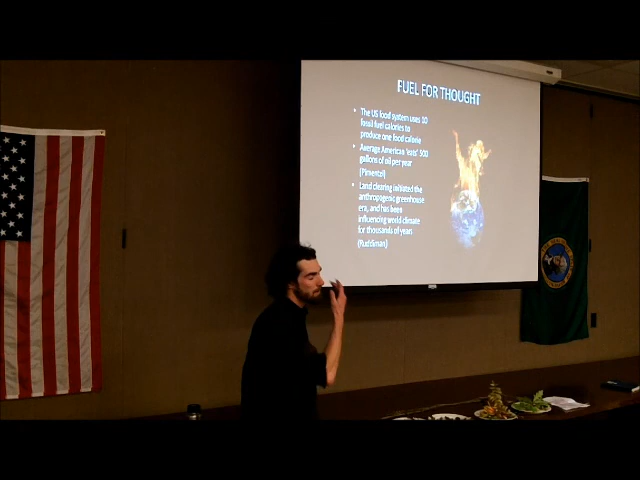 FUEL FOR THOUGHT
• The US food system uses 10
fossil fuel calories to
produce one food calorie
• Average American 'eats' 500
gallons of oil per year
(Pimentel)
• Land clearing initiated the
anthropogenic greenhouse
era, and has been
influencing world climate
for thousands of years
(Ruddiman)